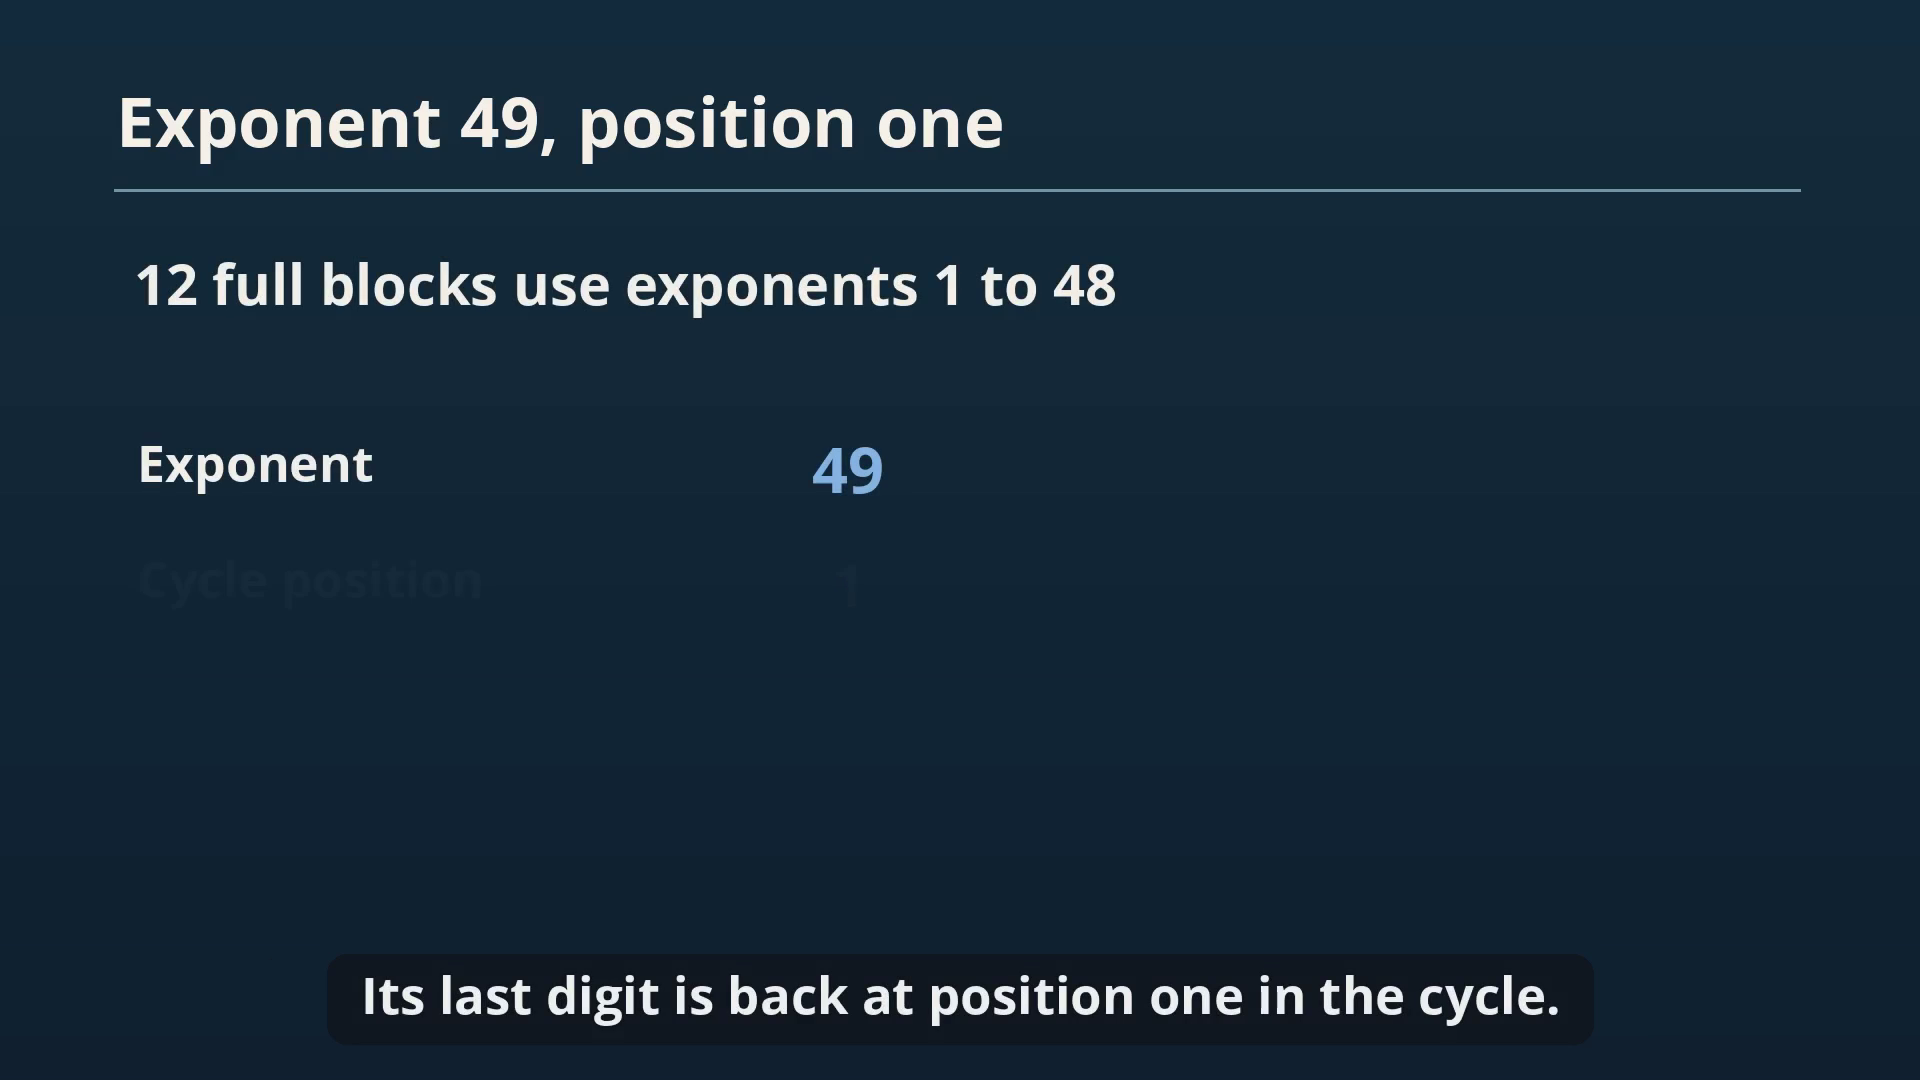 Exponent 49, position one
12 full blocks use exponents 1 to 48
Exponent 49
Cycle position 1
Its last digit is back at position one in the cycle.